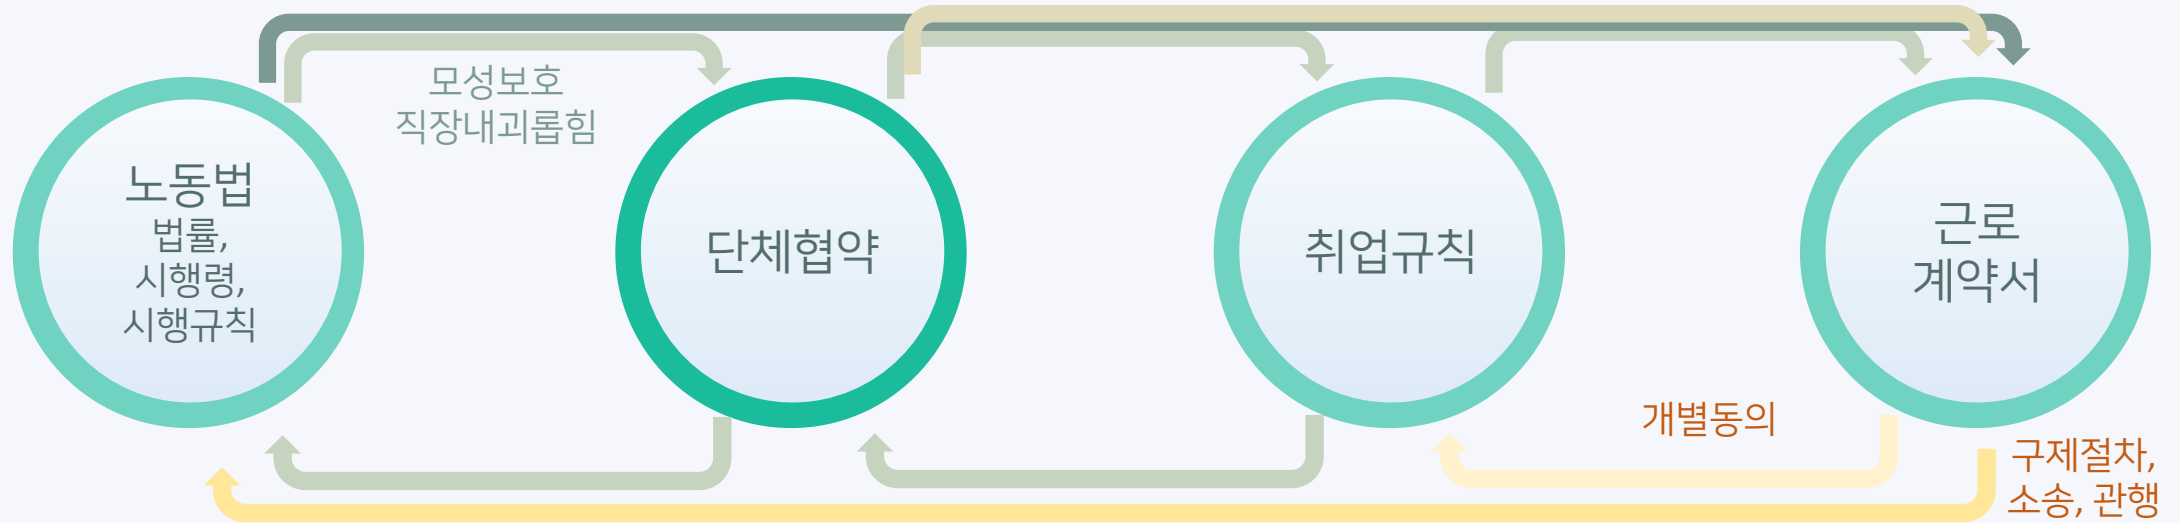 모성보호
직장내괴롭힘
노동법
법률,
시행령,
시행규칙
단체협약
취업규칙
근로
계약서
개별동의
구제절차,
소송, 관행